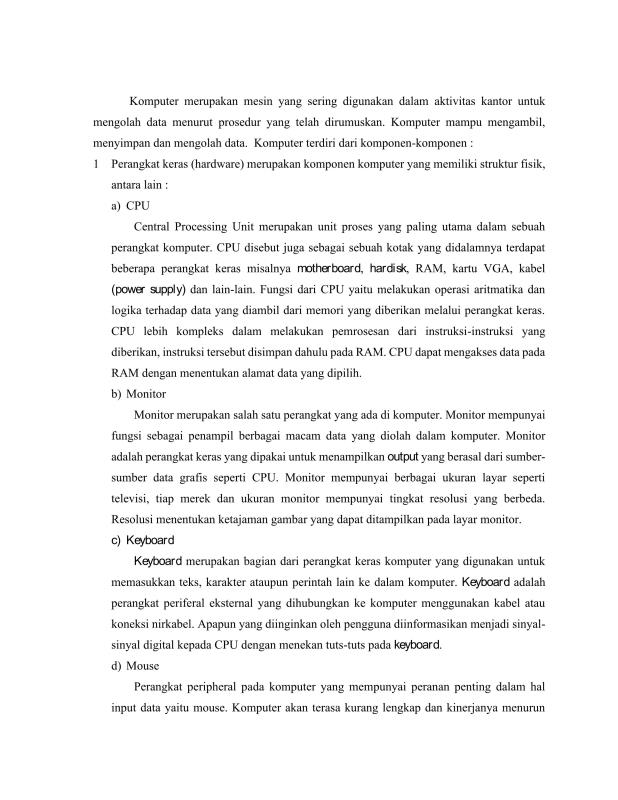 Komputer merupakan mesin yang sering digunakan dalam aktivitas kantor untuk
mengolah data menurut prosedur yang telah dirumuskan. Komputer mampu mengambil,
menyimpan dan mengolah data. Komputer terdiri dari komponen-komponen :
1 Perangkat keras (hardware) merupakan komponen komputer yang memiliki struktur fisik,
antara lain :
a) CPU
Central Processing Unit merupakan unit proses yang paling utama dalam sebuah
perangkat komputer. CPU disebut juga sebagai sebuah kotak yang didalamnya terdapat
beberapa perangkat keras misalnya motherboard, hardisk, RAM, kartu VGA, kabel
(power supply) dan lain-lain. Fungsi dari CPU yaitu melakukan operasi aritmatika dan
logika terhadap data yang diambil dari memori yang diberikan melalui perangkat keras.
CPU lebih kompleks dalam melakukan pemrosesan dari instruksi-instruksi yang
diberikan, instruksi tersebut disimpan dahulu pada RAM. CPU dapat mengakses data pada
RAM dengan menentukan alamat data yang dipilih.
b) Monitor
Monitor merupakan salah satu perangkat yang ada di komputer. Monitor mempunyai
fungsi sebagai penampil berbagai macam data yang diolah dalam komputer. Monitor
adalah perangkat keras yang dipakai untuk menampilkan output yang berasal dari sumber-
sumber data grafis seperti CPU. Monitor mempunyai berbagai ukuran layar seperti
televisi, tiap merek dan ukuran monitor mempunyai tingkat resolusi yang berbeda.
Resolusi menentukan ketajaman gambar yang dapat ditampilkan pada layar monitor.
c) Keyboard
Keyboard merupakan bagian dari perangkat keras komputer yang digunakan untuk
memasukkan teks, karakter ataupun perintah lain ke dalam komputer. Keyboard adalah
perangkat periferal eksternal yang dihubungkan ke komputer menggunakan kabel atau
koneksi nirkabel. Apapun yang diinginkan oleh pengguna diinformasikan menjadi sinyal-
sinyal digital kepada CPU dengan menekan tuts-tuts pada keyboard.
d) Mouse
Perangkat peripheral pada komputer yang mempunyai peranan penting dalam hal
input data yaitu mouse. Komputer akan terasa kurang lengkap dan kinerjanya menurun